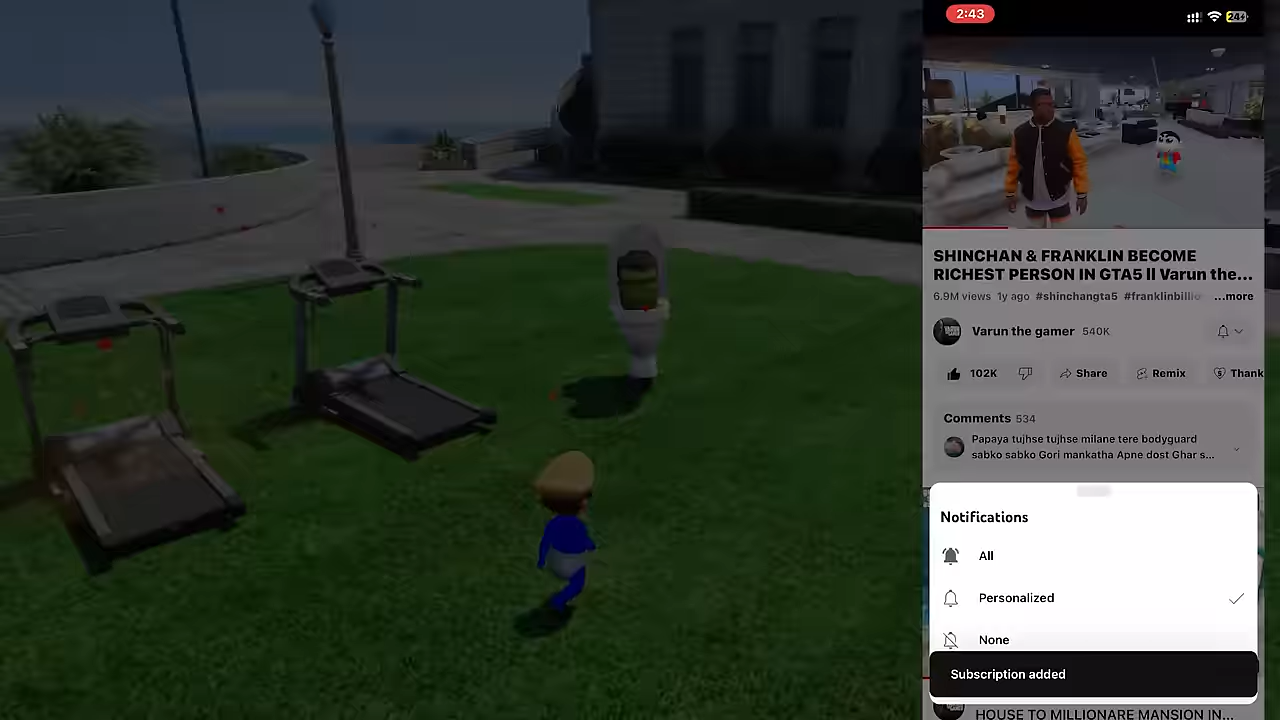 2:43
24
SHINCHAN & FRANKLIN BECOME
RICHEST PERSON IN GTA5 ll Varun the...
6.9M views 1y ago #shinchangta5 #franklinbillio ...more
Varun the gamer 540K
102K Share Remix Thank
Comments 534
Papaya tujhse tujhse milane tere bodyguard
sabko sabko Gori mankatha Apne dost Ghar s...
Notifications
All
Personalized
None
Subscription added
HOUSE TO MILLIONARE MANSION IN...